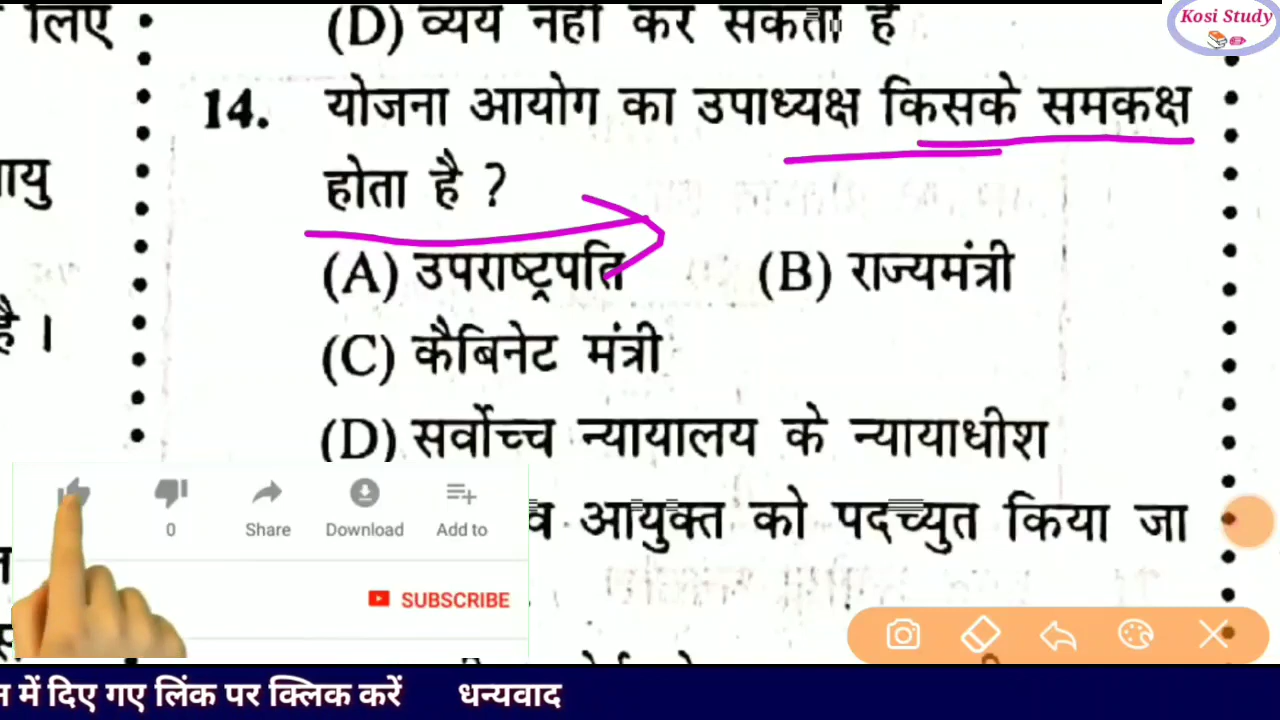 लिए
(D) व्यय नहीं कर सकता है
Kosi Study
14. योजना आयोग का उपाध्यक्ष किसके समकक्ष
होता है ?
(A) उपराष्ट्रपति (B) राज्यमंत्री
है ।
(C) कैबिनेट मंत्री
(D) सर्वोच्च न्यायालय के न्यायाधीश
आयुक्त को पदच्युत किया जा
0 Share Download Add to
SUBSCRIBE
में दिए गए लिंक पर क्लिक करें धन्यवाद